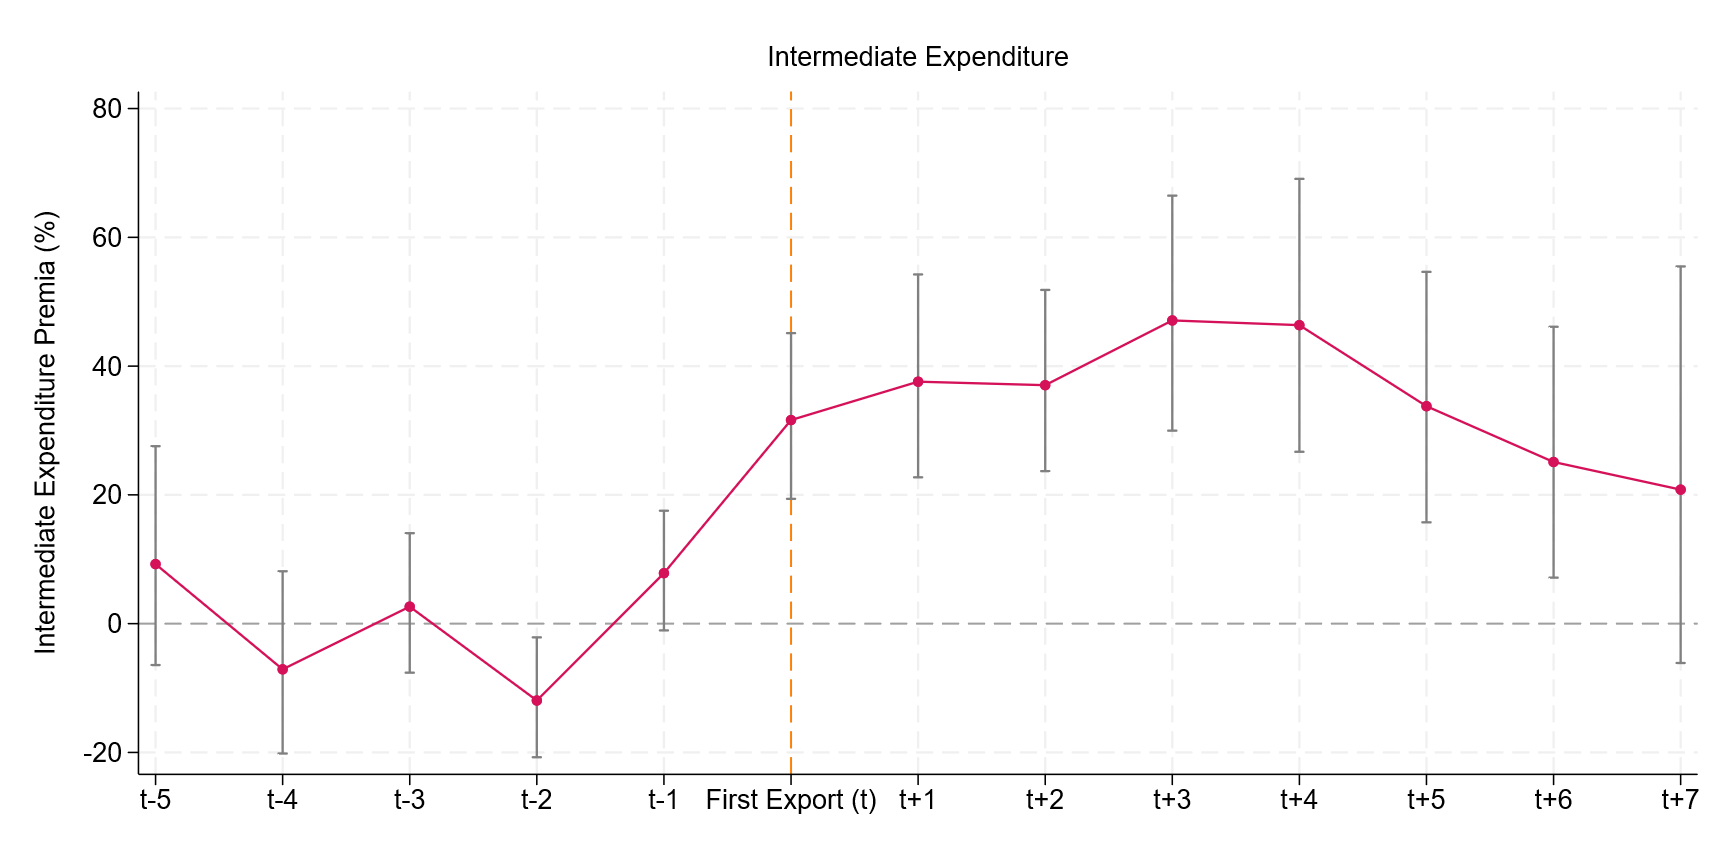 Intermediate Expenditure
Intermediate Expenditure Premia (%)
80
60
40
20
0
-20
t-5 t-4 t-3 t-2 t-1 First Export (t) t+1 t+2 t+3 t+4 t+5 t+6 t+7